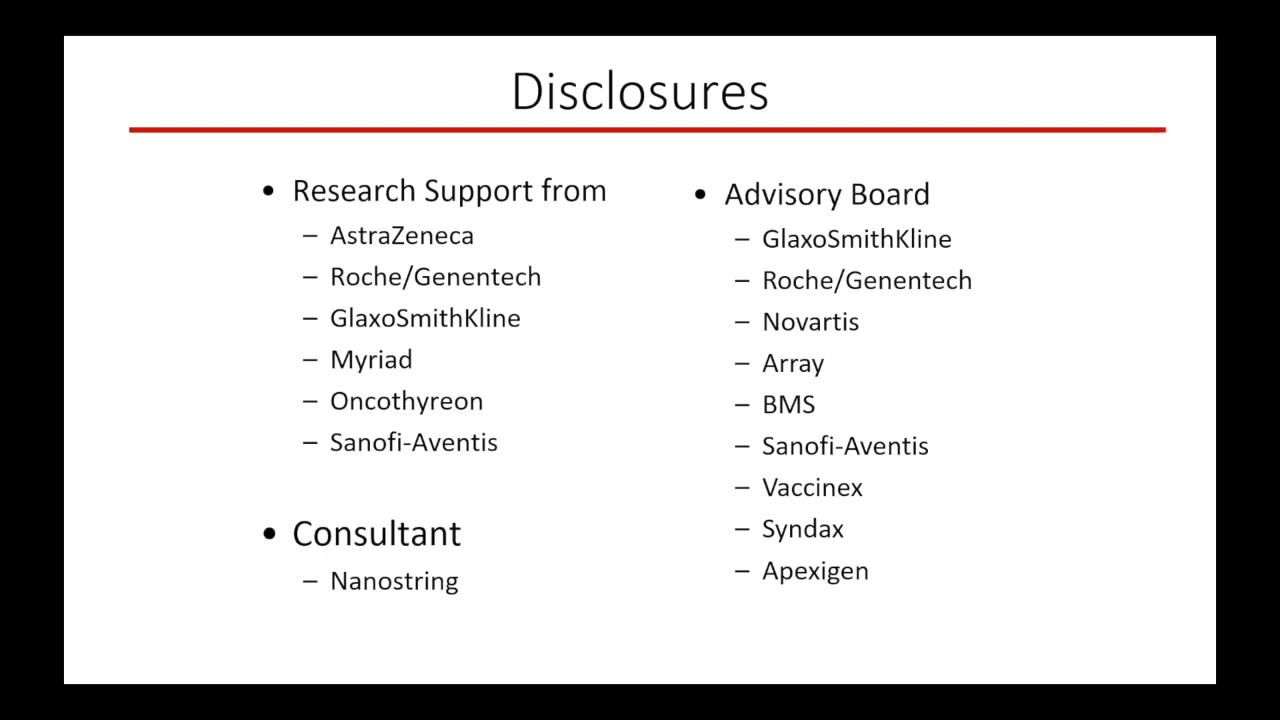 Disclosures
• Research Support from
– AstraZeneca
– Roche/Genentech
– GlaxoSmithKline
– Myriad
– Oncothyreon
– Sanofi-Aventis
• Consultant
– Nanostring
• Advisory Board
– GlaxoSmithKline
– Roche/Genentech
– Novartis
– Array
– BMS
– Sanofi-Aventis
– Vaccinex
– Syndax
– Apexigen